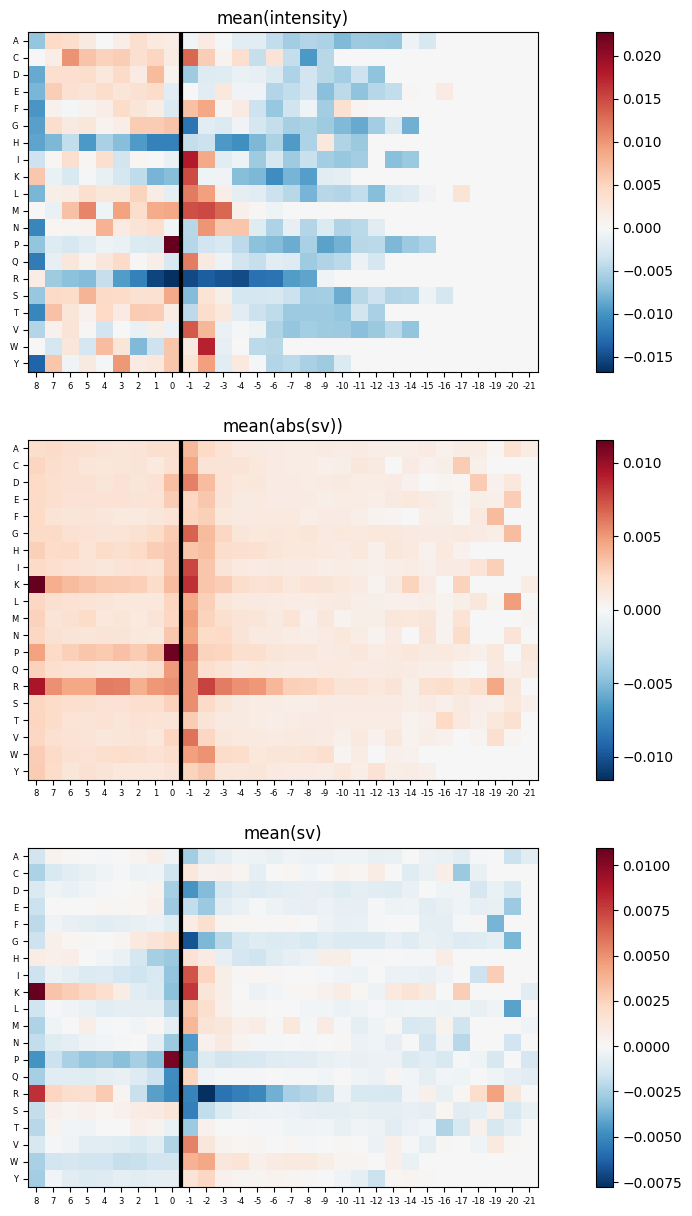 mean(intensity)
A
C
D
E
F
G
H
I
K
L
M
N
P
Q
R
S
T
V
W
Y
8 7 6 5 4 3 2 1 0 -1 -2 -3 -4 -5 -6 -7 -8 -9 -10 -11 -12 -13 -14 -15 -16 -17 -18 -19 -20 -21
0.020
0.015
0.010
0.005
0.000
−0.005
−0.010
−0.015
mean(abs(sv))
A
C
D
E
F
G
H
I
K
L
M
N
P
Q
R
S
T
V
W
Y
8 7 6 5 4 3 2 1 0 -1 -2 -3 -4 -5 -6 -7 -8 -9 -10 -11 -12 -13 -14 -15 -16 -17 -18 -19 -20 -21
0.010
0.005
0.000
−0.005
−0.010
mean(sv)
A
C
D
E
F
G
H
I
K
L
M
N
P
Q
R
S
T
V
W
Y
8 7 6 5 4 3 2 1 0 -1 -2 -3 -4 -5 -6 -7 -8 -9 -10 -11 -12 -13 -14 -15 -16 -17 -18 -19 -20 -21
0.0100
0.0075
0.0050
0.0025
0.0000
−0.0025
−0.0050
−0.0075